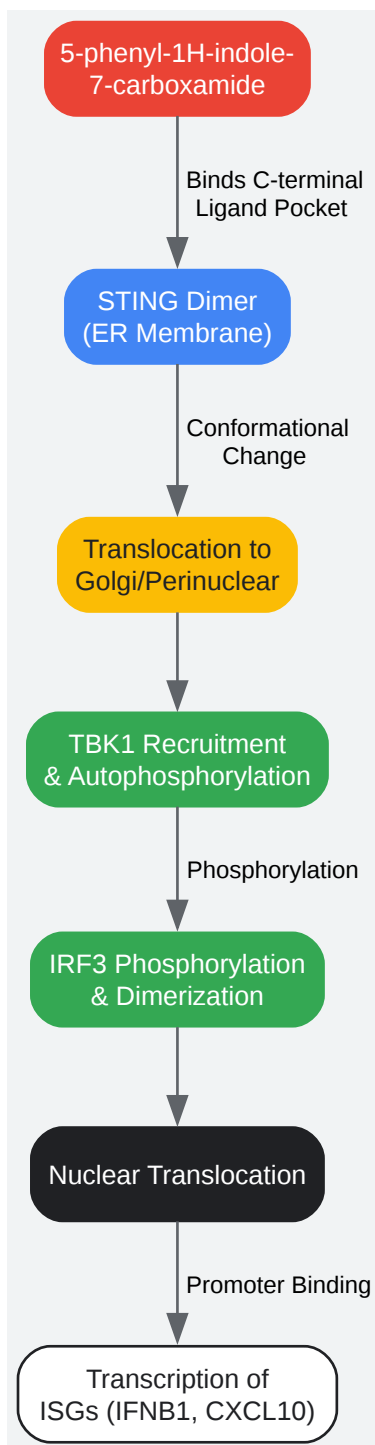 5-phenyl-1H-indole-
7-carboxamide
Binds C-terminal
Ligand Pocket
STING Dimer
(ER Membrane)
Conformational
Change
Translocation to
Golgi/Perinuclear
TBK1 Recruitment
& Autophosphorylation
Phosphorylation
IRF3 Phosphorylation
& Dimerization
Nuclear Translocation
Promoter Binding
Transcription of
ISGs (IFNB1, CXCL10)